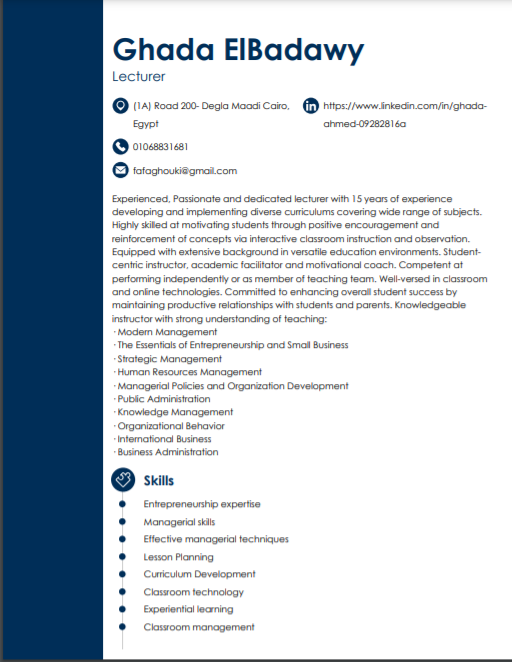 Ghada ElBadawy
Lecturer
(1A) Road 200- Degla Maadi Cairo,
Egypt
https://www.linkedin.com/in/ghada-
ahmed-09282816a
01068831681
fafaghouki@gmail.com
Experienced, Passionate and dedicated lecturer with 15 years of experience
developing and implementing diverse curriculums covering wide range of subjects.
Highly skilled at motivating students through positive encouragement and
reinforcement of concepts via interactive classroom instruction and observation.
Equipped with extensive background in versatile education environments. Student-
centric instructor, academic facilitator and motivational coach. Competent at
performing independently or as member of teaching team. Well-versed in classroom
and online technologies. Committed to enhancing overall student success by
maintaining productive relationships with students and parents. Knowledgeable
instructor with strong understanding of teaching:
· Modern Management
· The Essentials of Entrepreneurship and Small Business
· Strategic Management
· Human Resources Management
· Managerial Policies and Organization Development
· Public Administration
· Knowledge Management
· Organizational Behavior
· International Business
· Business Administration
Skills
Entrepreneurship expertise
Managerial skills
Effective managerial techniques
Lesson Planning
Curriculum Development
Classroom technology
Experiential learning
Classroom management